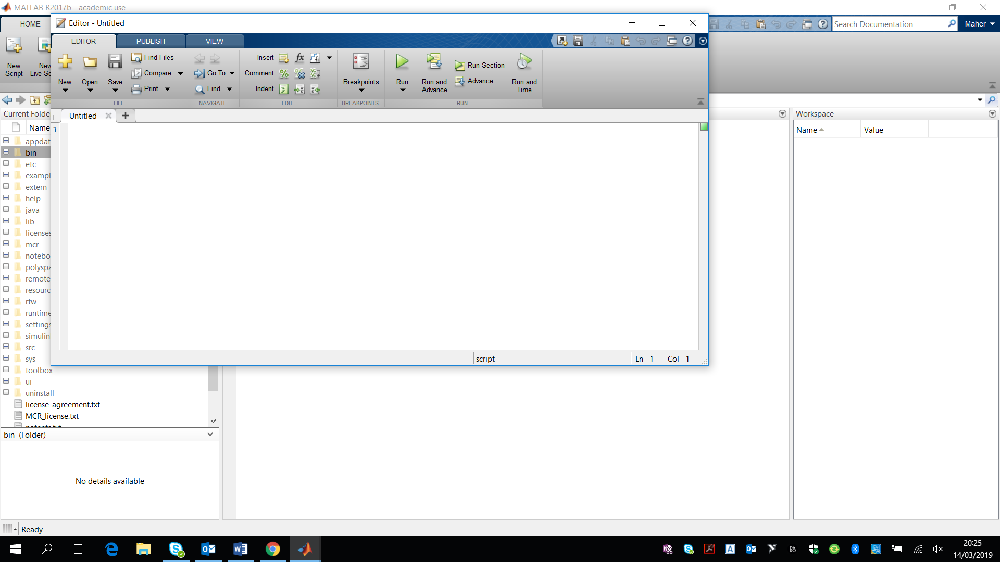 MATLAB R2017b - academic use
HOME
Search Documentation
Maher
New Script
New
Live Sc
Editor - Untitled
EDITOR PUBLISH VIEW
New
Open
Save
Find Files
Compare
Print
FILE
Go To
Find
NAVIGATE
Insert
Comment
Indent
EDIT
Breakpoints
BREAKPOINTS
Run
Run and Advance
Run Section
Advance
Run and Time
RUN
Untitled
1
script
Ln 1 Col 1
Current Folde
Name
appdat
bin
etc
exampl
extern
help
java
lib
licenses
mcr
notebo
polyspa
remote
resourc
rtw
runtime
settings
simulin
src
sys
toolbox
ui
uninstall
license_agreement.txt
MCR_license.txt
bin (Folder)
No details available
Workspace
Name Value
Ready
20:25
14/03/2019